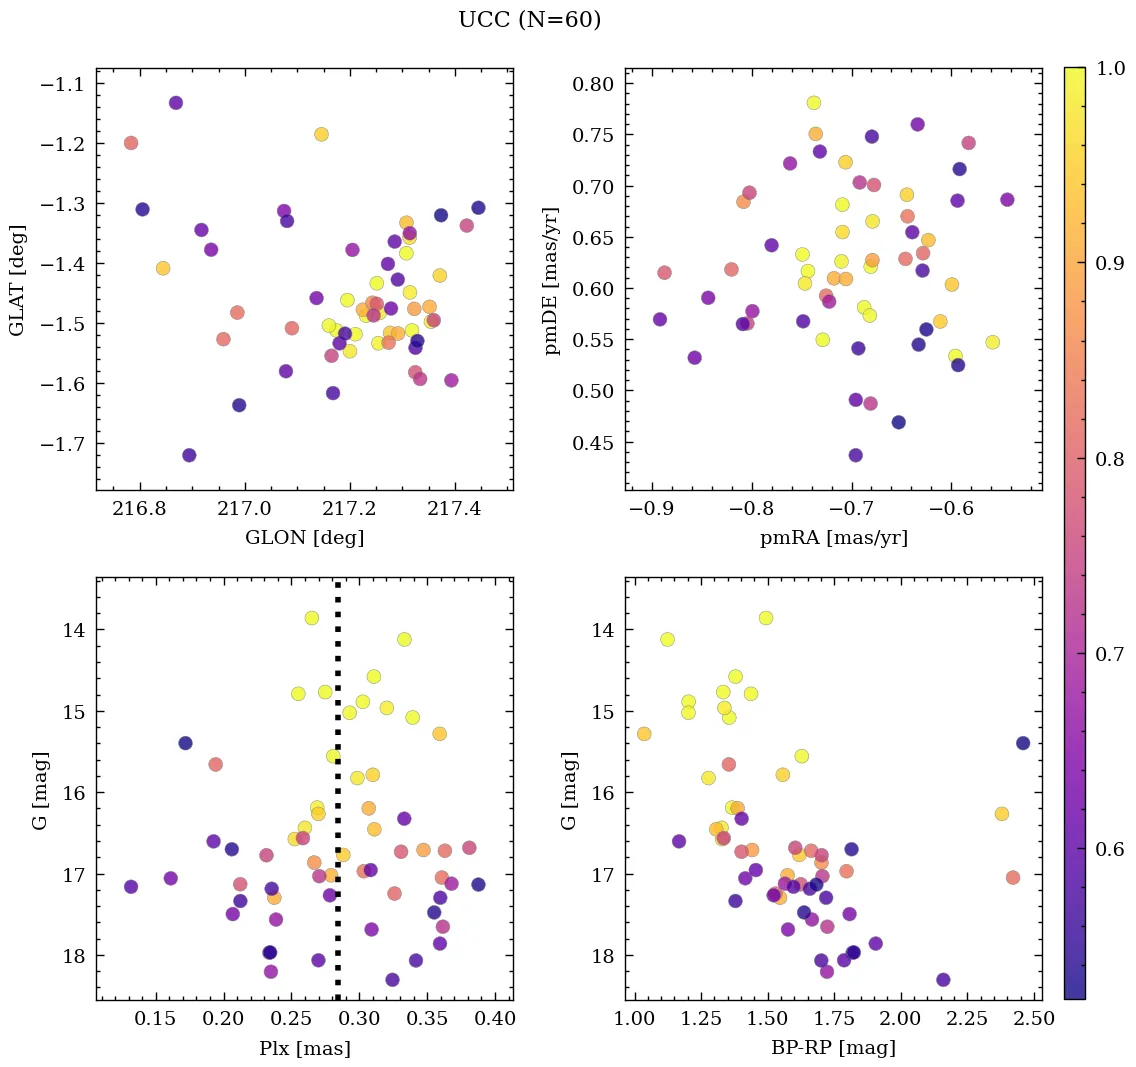 UCC (N=60)
−1.1
−1.2
−1.3
−1.4
−1.5
−1.6
−1.7
GLAT [deg]
216.8 217.0 217.2 217.4
GLON [deg]
0.80
0.75
0.70
0.65
0.60
0.55
0.50
0.45
pmDE [mas/yr]
−0.9 −0.8 −0.7 −0.6
pmRA [mas/yr]
14
15
16
17
18
G [mag]
0.15 0.20 0.25 0.30 0.35 0.40
Plx [mas]
14
15
16
17
18
G [mag]
1.00 1.25 1.50 1.75 2.00 2.25 2.50
BP-RP [mag]
1.0
0.9
0.8
0.7
0.6